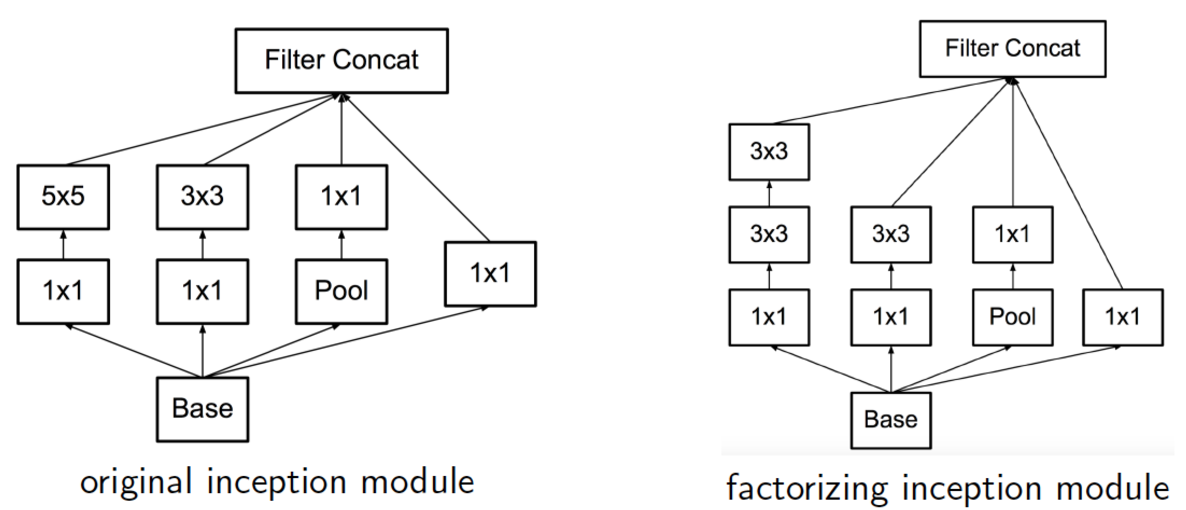 Filter Concat
5x5
3x3
1x1
1x1
1x1
1x1
Pool
Base
original inception module
Filter Concat
3x3
3x3
3x3
1x1
1x1
1x1
Pool
1x1
Base
factorizing inception module